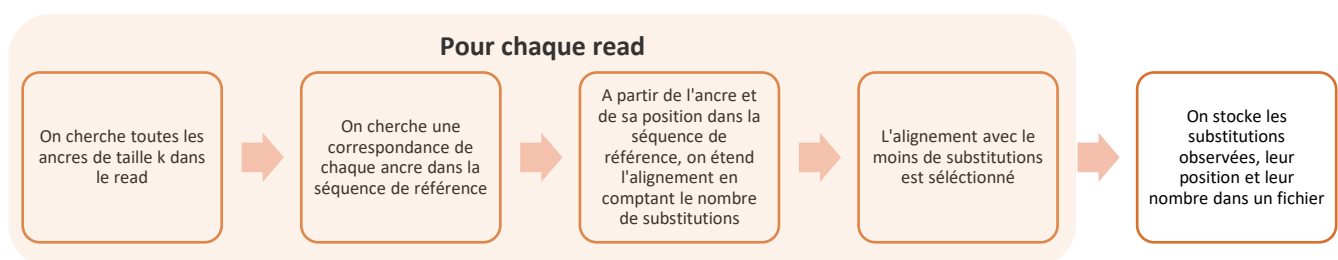 Pour chaque read
On cherche toutes les
ancres de taille k dans
le read
On cherche une
correspondance de
chaque ancre dans la
séquence de référence
A partir de l'ancre et
de sa position dans la
séquence de
référence, on étend
l'alignement en
comptant le nombre
de substitutions
L'alignement avec le
moins de substitutions
est séléctionné
On stocke les
substitutions
observées, leur
position et leur
nombre dans un fichier